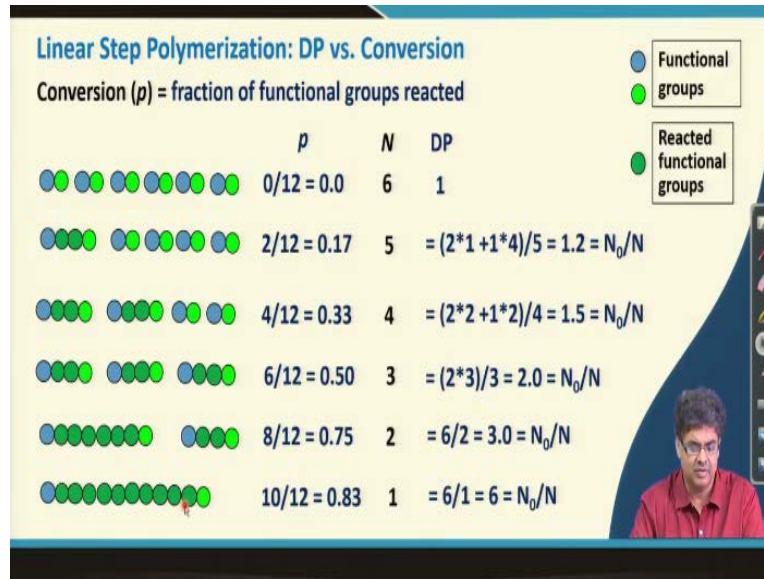 Linear Step Polymerization: DP vs. Conversion
Conversion (p) = fraction of functional groups reacted
Functional
groups
Reacted
functional
groups
p N DP
0/12 = 0.0 6 1
2/12 = 0.17 5 = (2*1 +1*4)/5 = 1.2 = N₀/N
4/12 = 0.33 4 = (2*2 +1*2)/4 = 1.5 = N₀/N
6/12 = 0.50 3 = (2*3)/3 = 2.0 = N₀/N
8/12 = 0.75 2 = 6/2 = 3.0 = N₀/N
10/12 = 0.83 1 = 6/1 = 6 = N₀/N